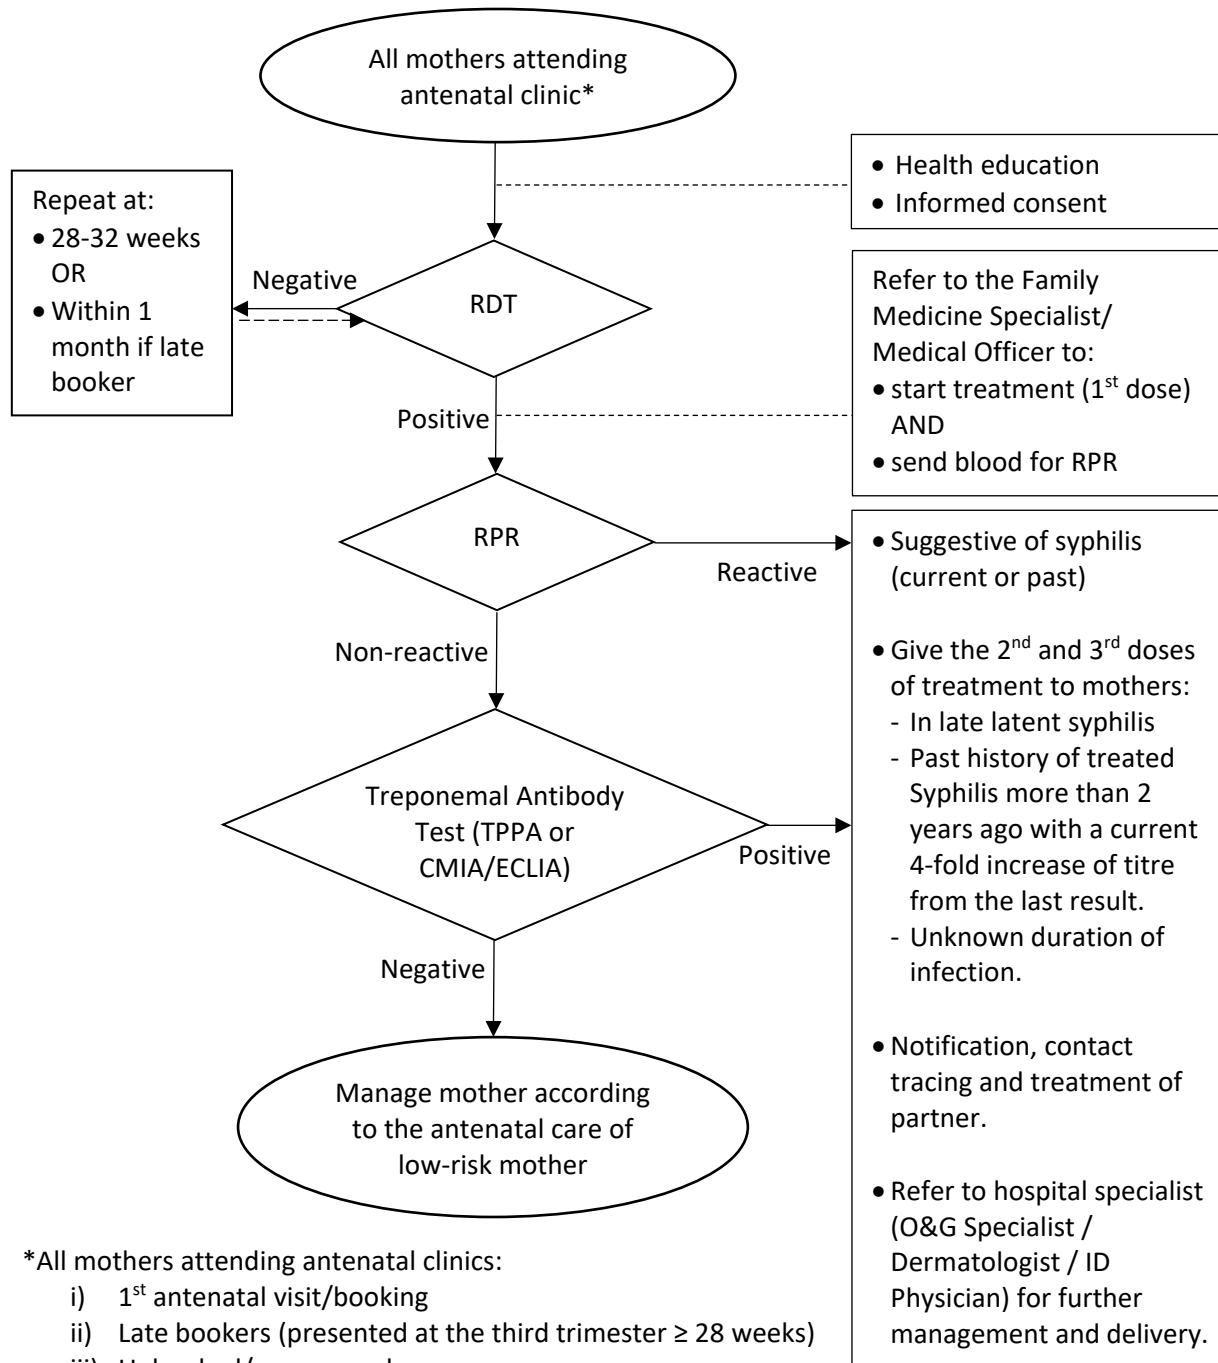 All mothers attending
antenatal clinic*
• Health education
• Informed consent
Repeat at:
• 28-32 weeks
OR
• Within 1
month if late
booker
Negative
RDT
Refer to the Family
Medicine Specialist/
Medical Officer to:
• start treatment (1st dose)
AND
• send blood for RPR
Positive
RPR
Reactive
Non-reactive
• Suggestive of syphilis
(current or past)
• Give the 2nd and 3rd doses
of treatment to mothers:
- In late latent syphilis
- Past history of treated
Syphilis more than 2
years ago with a current
4-fold increase of titre
from the last result.
- Unknown duration of
infection.
• Notification, contact
tracing and treatment of
partner.
• Refer to hospital specialist
(O&G Specialist /
Dermatologist / ID
Physician) for further
management and delivery.
Treponemal Antibody
Test (TPPA or
CMIA/ECLIA)
Positive
Negative
Manage mother according
to the antenatal care of
low-risk mother
*All mothers attending antenatal clinics:
i) 1st antenatal visit/booking
ii) Late bookers (presented at the third trimester ≥ 28 weeks)